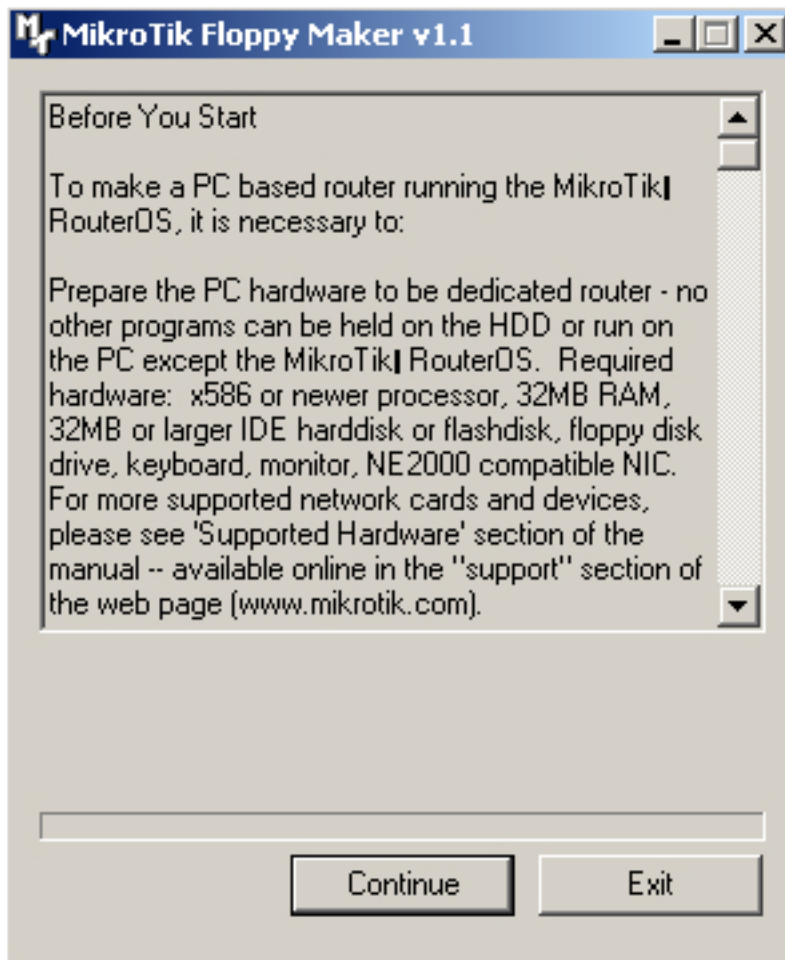 MikroTik Floppy Maker v1.1
Before You Start
To make a PC based router running the MikroTik
RouterOS, it is necessary to:
Prepare the PC hardware to be dedicated router - no
other programs can be held on the HDD or run on
the PC except the MikroTik RouterOS.  Required
hardware:  x586 or newer processor, 32MB RAM,
32MB or larger IDE harddisk or flashdisk, floppy disk
drive, keyboard, monitor, NE2000 compatible NIC.
For more supported network cards and devices,
please see 'Supported Hardware' section of the
manual -- available online in the "support" section of
the web page (www.mikrotik.com).
Continue
Exit